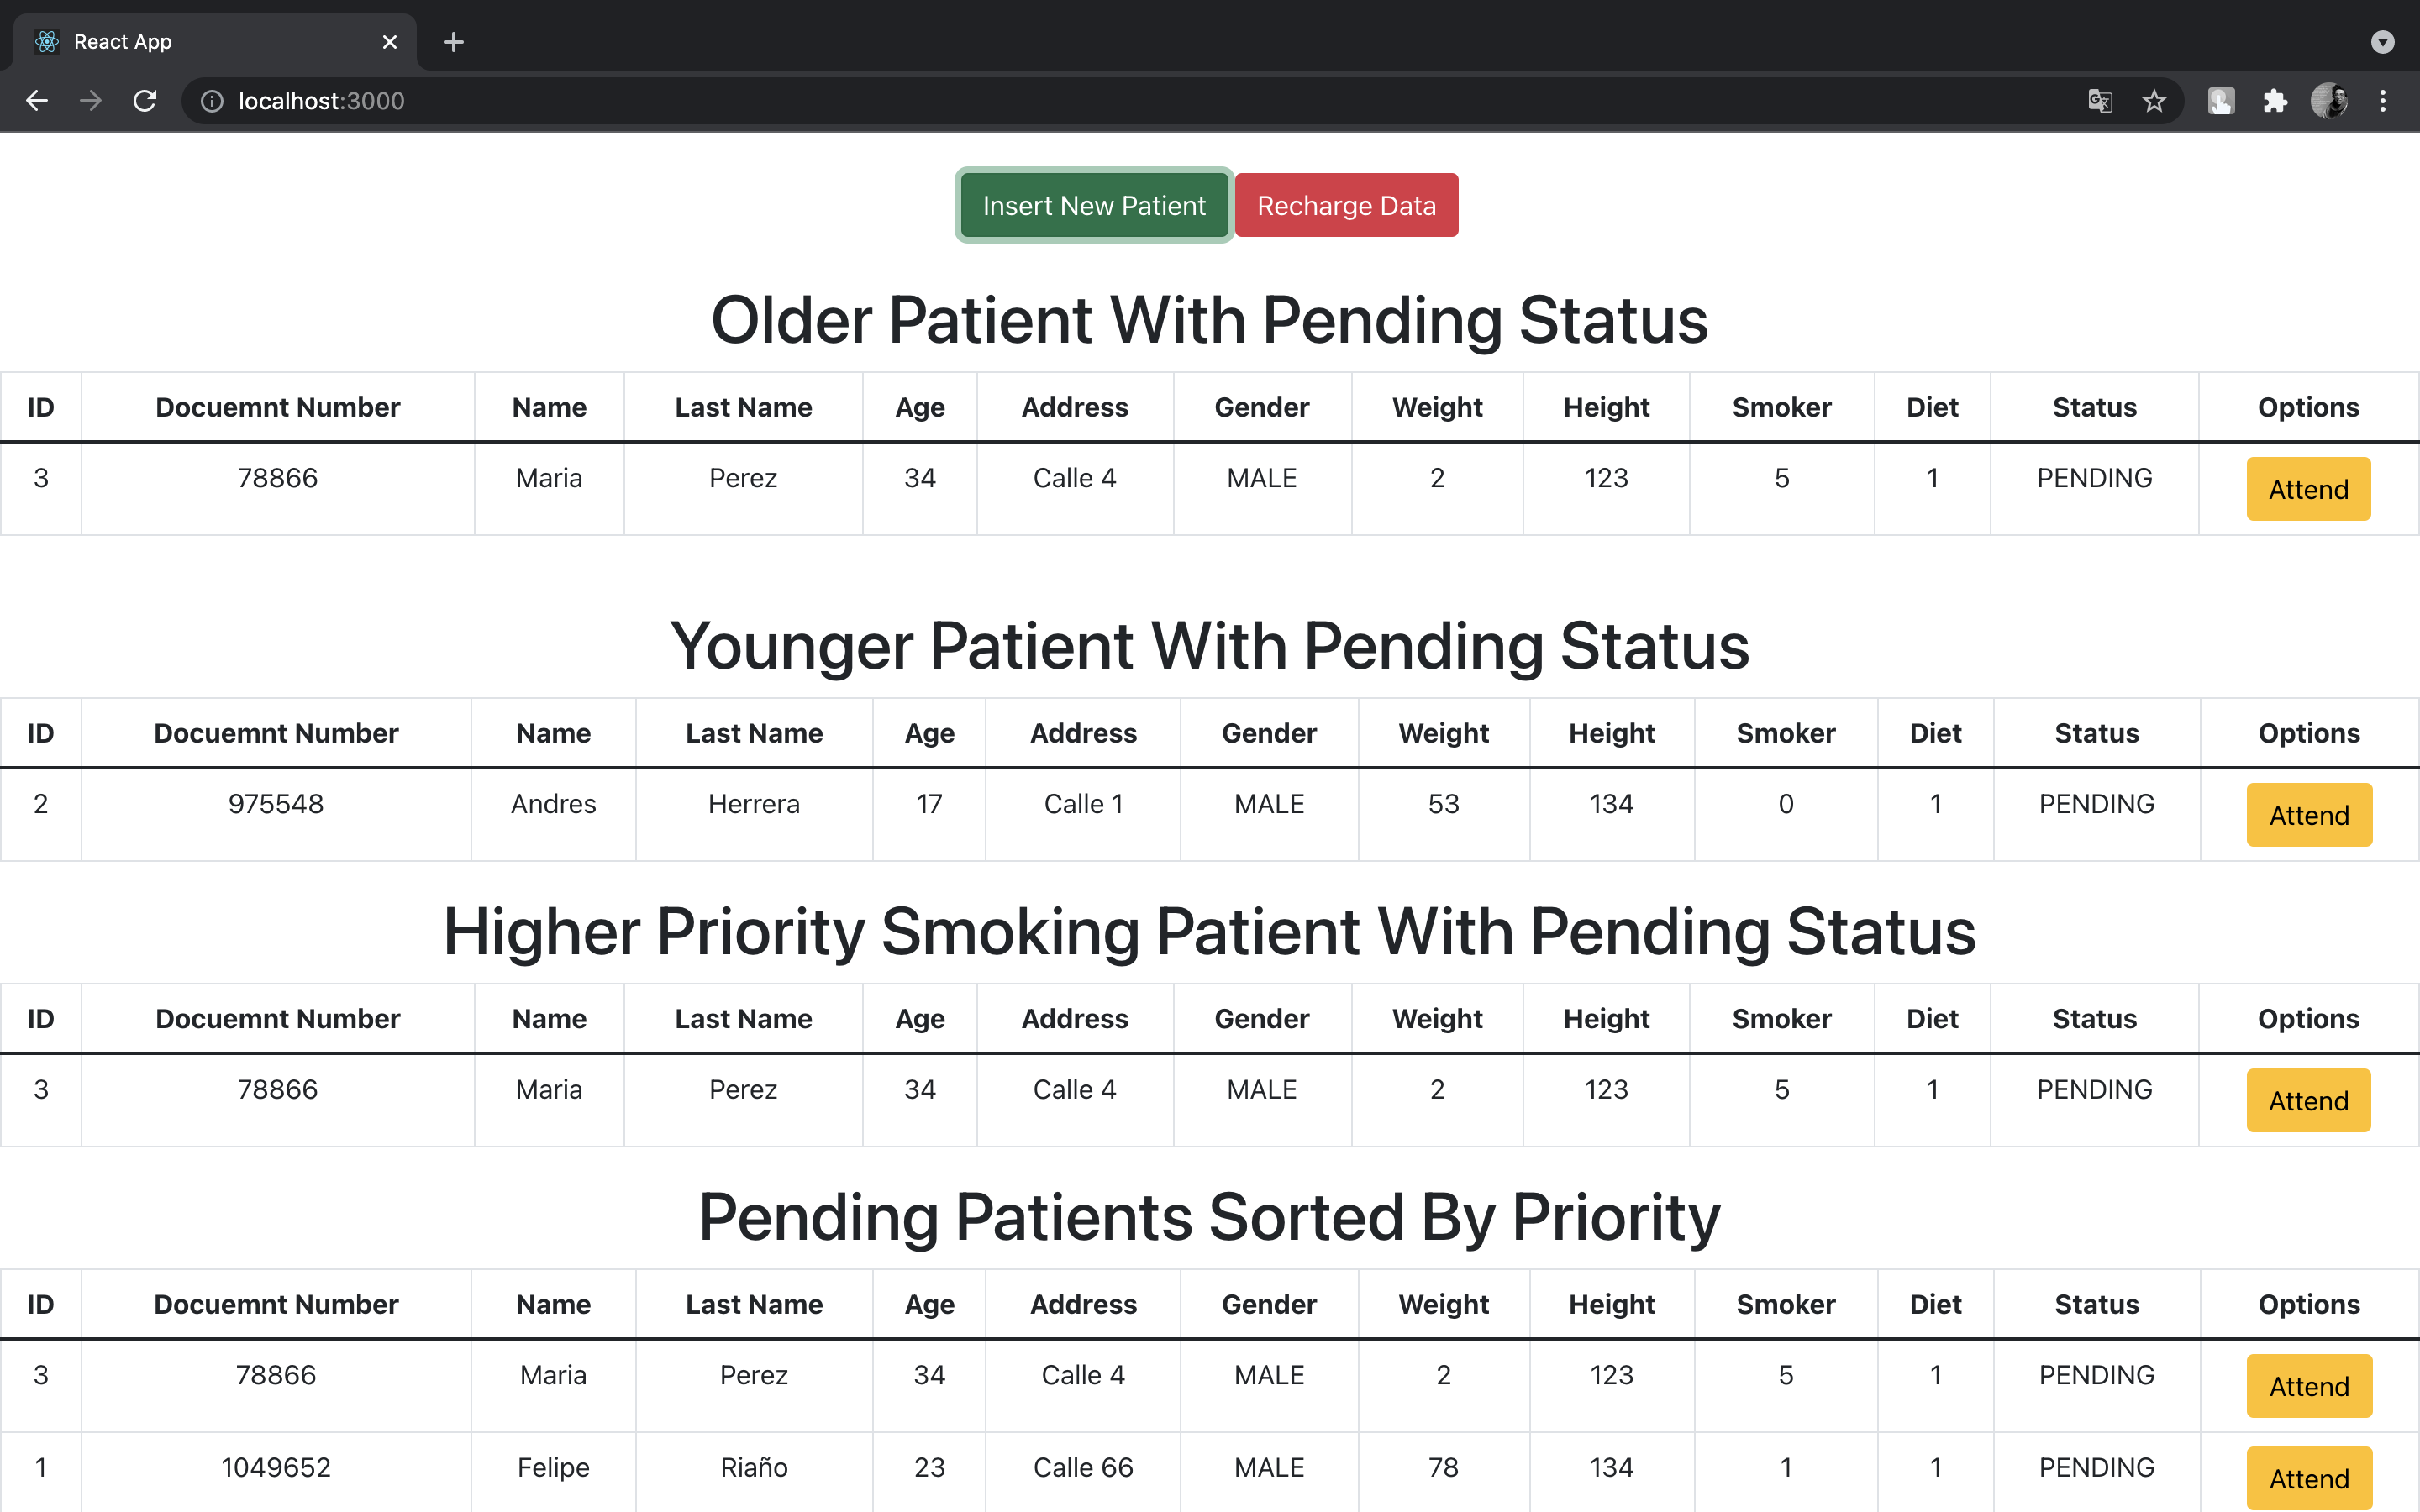 React App
localhost:3000
Insert New Patient Recharge Data
Older Patient With Pending Status
ID Docuemnt Number Name Last Name Age Address Gender Weight Height Smoker Diet Status Options
3 78866 Maria Perez 34 Calle 4 MALE 2 123 5 1 PENDING Attend
Younger Patient With Pending Status
ID Docuemnt Number Name Last Name Age Address Gender Weight Height Smoker Diet Status Options
2 975548 Andres Herrera 17 Calle 1 MALE 53 134 0 1 PENDING Attend
Higher Priority Smoking Patient With Pending Status
ID Docuemnt Number Name Last Name Age Address Gender Weight Height Smoker Diet Status Options
3 78866 Maria Perez 34 Calle 4 MALE 2 123 5 1 PENDING Attend
Pending Patients Sorted By Priority
ID Docuemnt Number Name Last Name Age Address Gender Weight Height Smoker Diet Status Options
3 78866 Maria Perez 34 Calle 4 MALE 2 123 5 1 PENDING Attend
1 1049652 Felipe Riaño 23 Calle 66 MALE 78 134 1 1 PENDING Attend